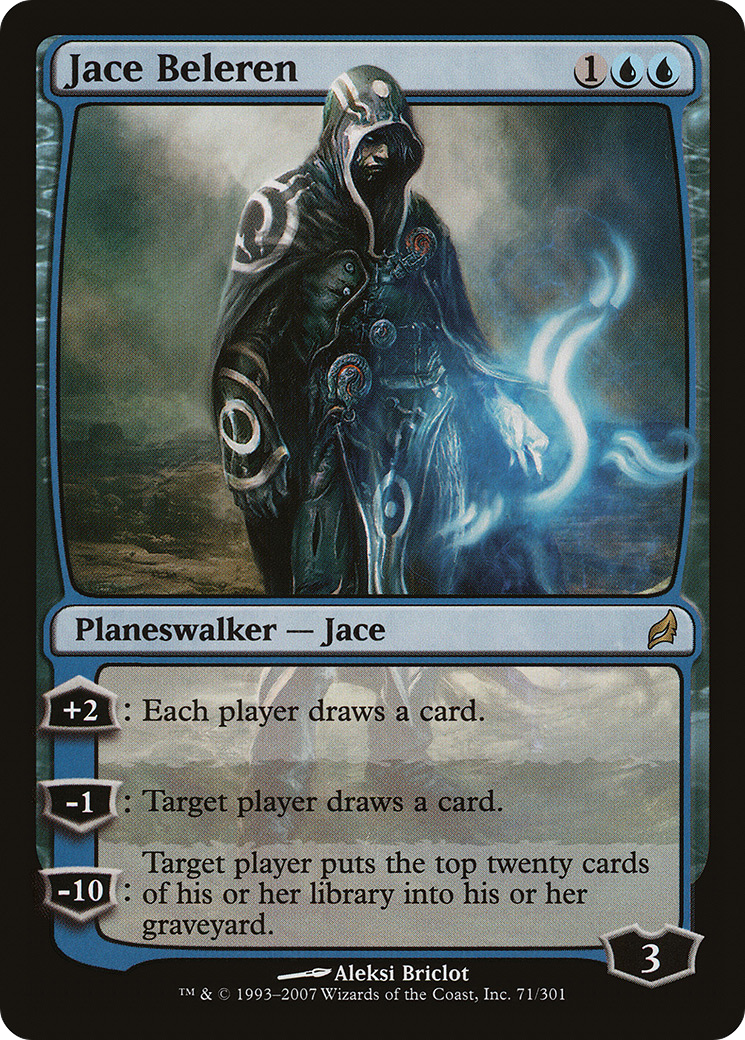 Jace Beleren 1
Planeswalker — Jace
+2 : Each player draws a card.
-1 : Target player draws a card.
Target player puts the top twenty cards
-10 : of his or her library into his or her
graveyard.
3
Aleksi Briclot
™ & © 1993–2007 Wizards of the Coast, Inc. 71/301